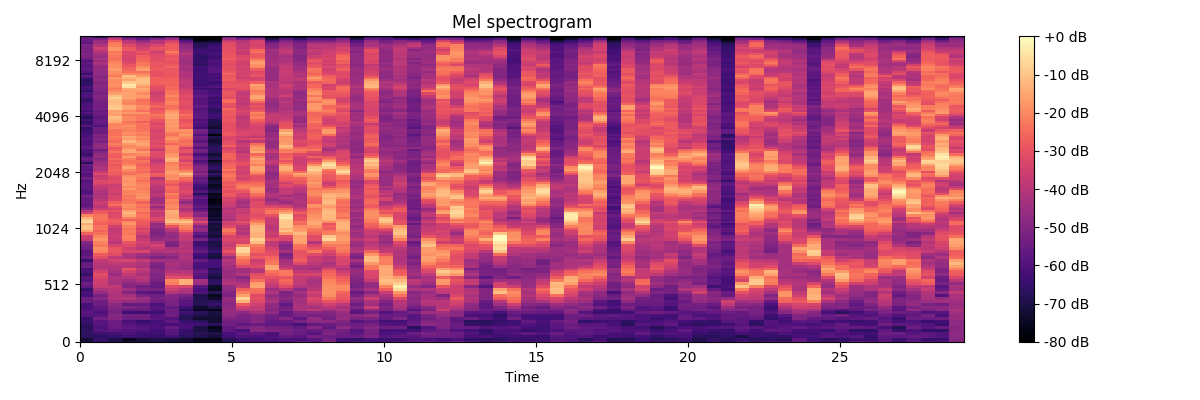 Mel spectrogram
8192
4096
2048
1024
512
0
Hz
0 5 10 15 20 25
Time
+0 dB
-10 dB
-20 dB
-30 dB
-40 dB
-50 dB
-60 dB
-70 dB
-80 dB